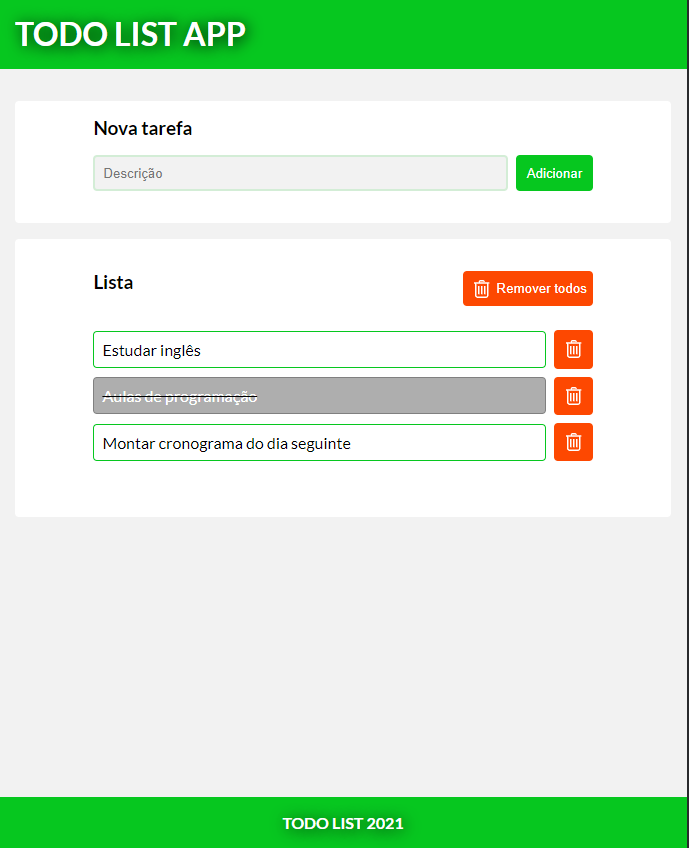 TODO LIST APP
Nova tarefa
Descrição
Adicionar
Lista
Remover todos
Estudar inglês
Aulas de programação
Montar cronograma do dia seguinte
TODO LIST 2021